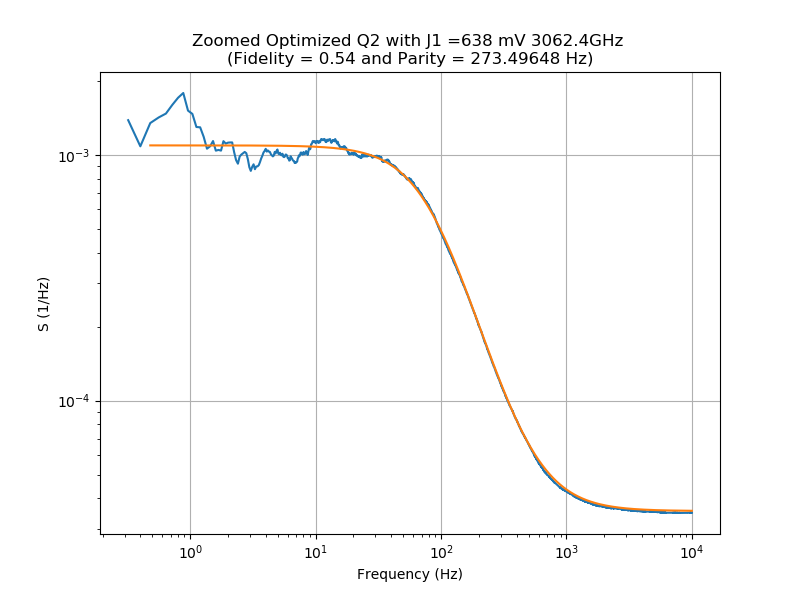 Zoomed Optimized Q2 with J1 =638 mV 3062.4GHz
(Fidelity = 0.54 and Parity = 273.49648 Hz)
10⁻³
S (1/Hz)
10⁻⁴
10⁰ 10¹ 10² 10³ 10⁴
Frequency (Hz)